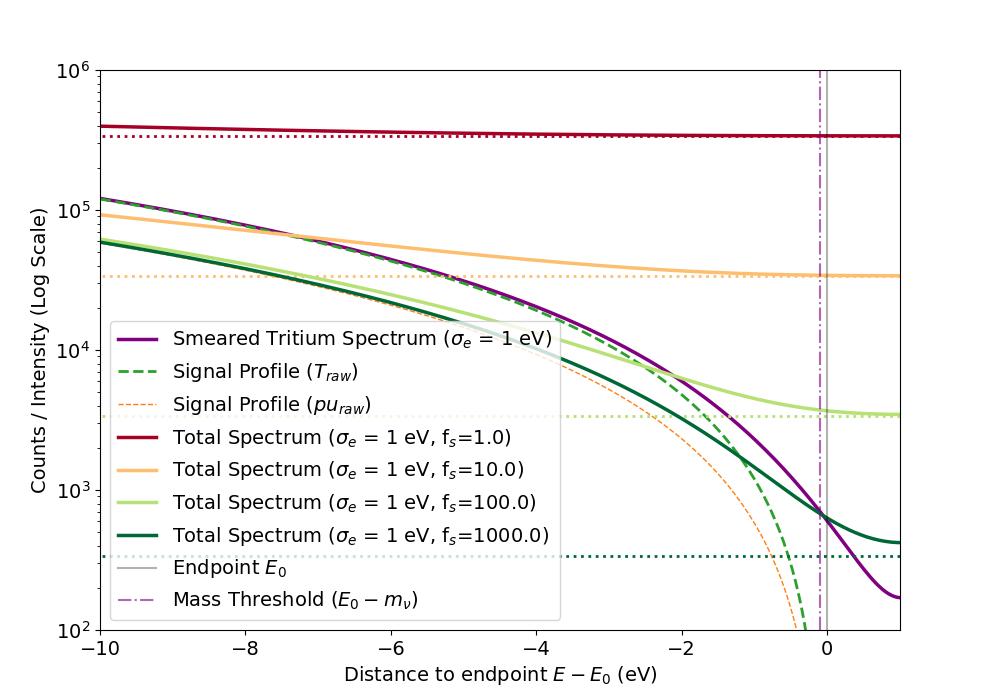 10⁶
10⁵
10⁴
10³
10²
Counts / Intensity (Log Scale)
Smeared Tritium Spectrum (σₑ = 1 eV)
Signal Profile (T_raw)
Signal Profile (pu_raw)
Total Spectrum (σₑ = 1 eV, fₛ=1.0)
Total Spectrum (σₑ = 1 eV, fₛ=10.0)
Total Spectrum (σₑ = 1 eV, fₛ=100.0)
Total Spectrum (σₑ = 1 eV, fₛ=1000.0)
Endpoint E₀
Mass Threshold (E₀ − mᵥ)
−10 −8 −6 −4 −2 0
Distance to endpoint E − E₀ (eV)